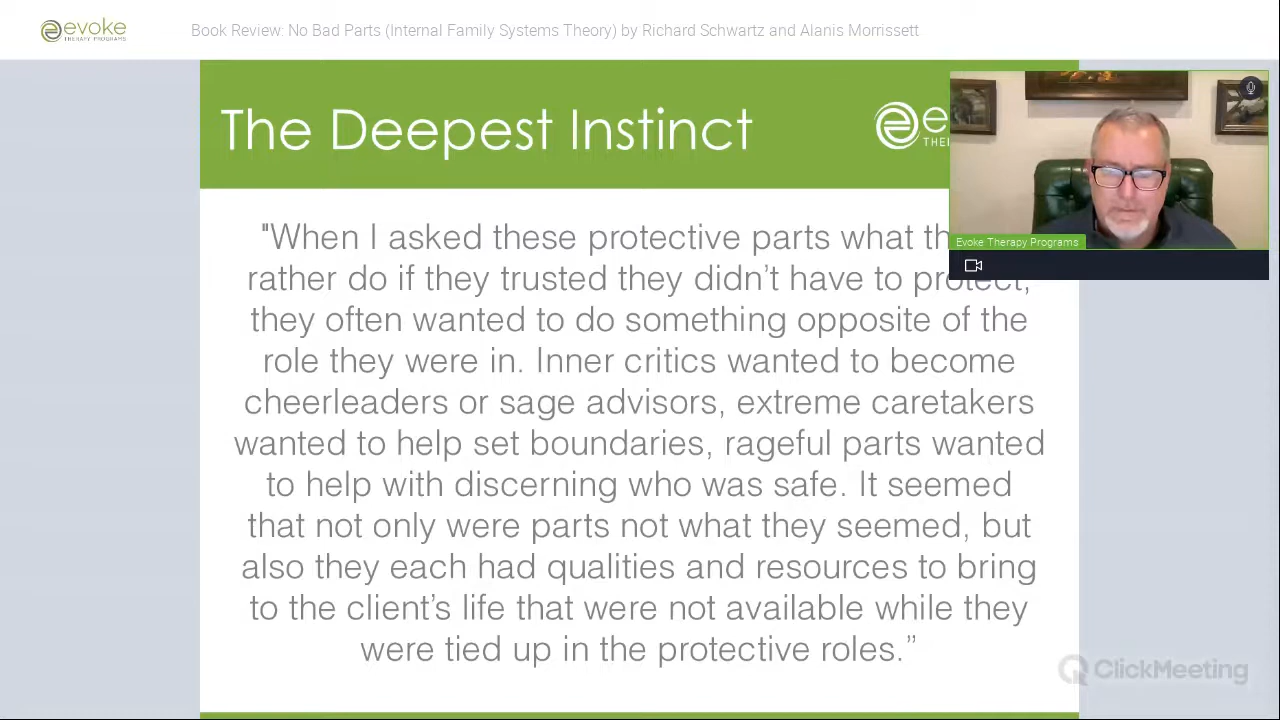 evoke
THERAPY PROGRAMS
Book Review: No Bad Parts (Internal Family Systems Theory) by Richard Schwartz and Alanis Morrissett
The Deepest Instinct
e
THE
Evoke Therapy Programs
"When I asked these protective parts what th
rather do if they trusted they didn't have to protect,
they often wanted to do something opposite of the
role they were in. Inner critics wanted to become
cheerleaders or sage advisors, extreme caretakers
wanted to help set boundaries, rageful parts wanted
to help with discerning who was safe. It seemed
that not only were parts not what they seemed, but
also they each had qualities and resources to bring
to the client's life that were not available while they
were tied up in the protective roles.”
ClickMeeting